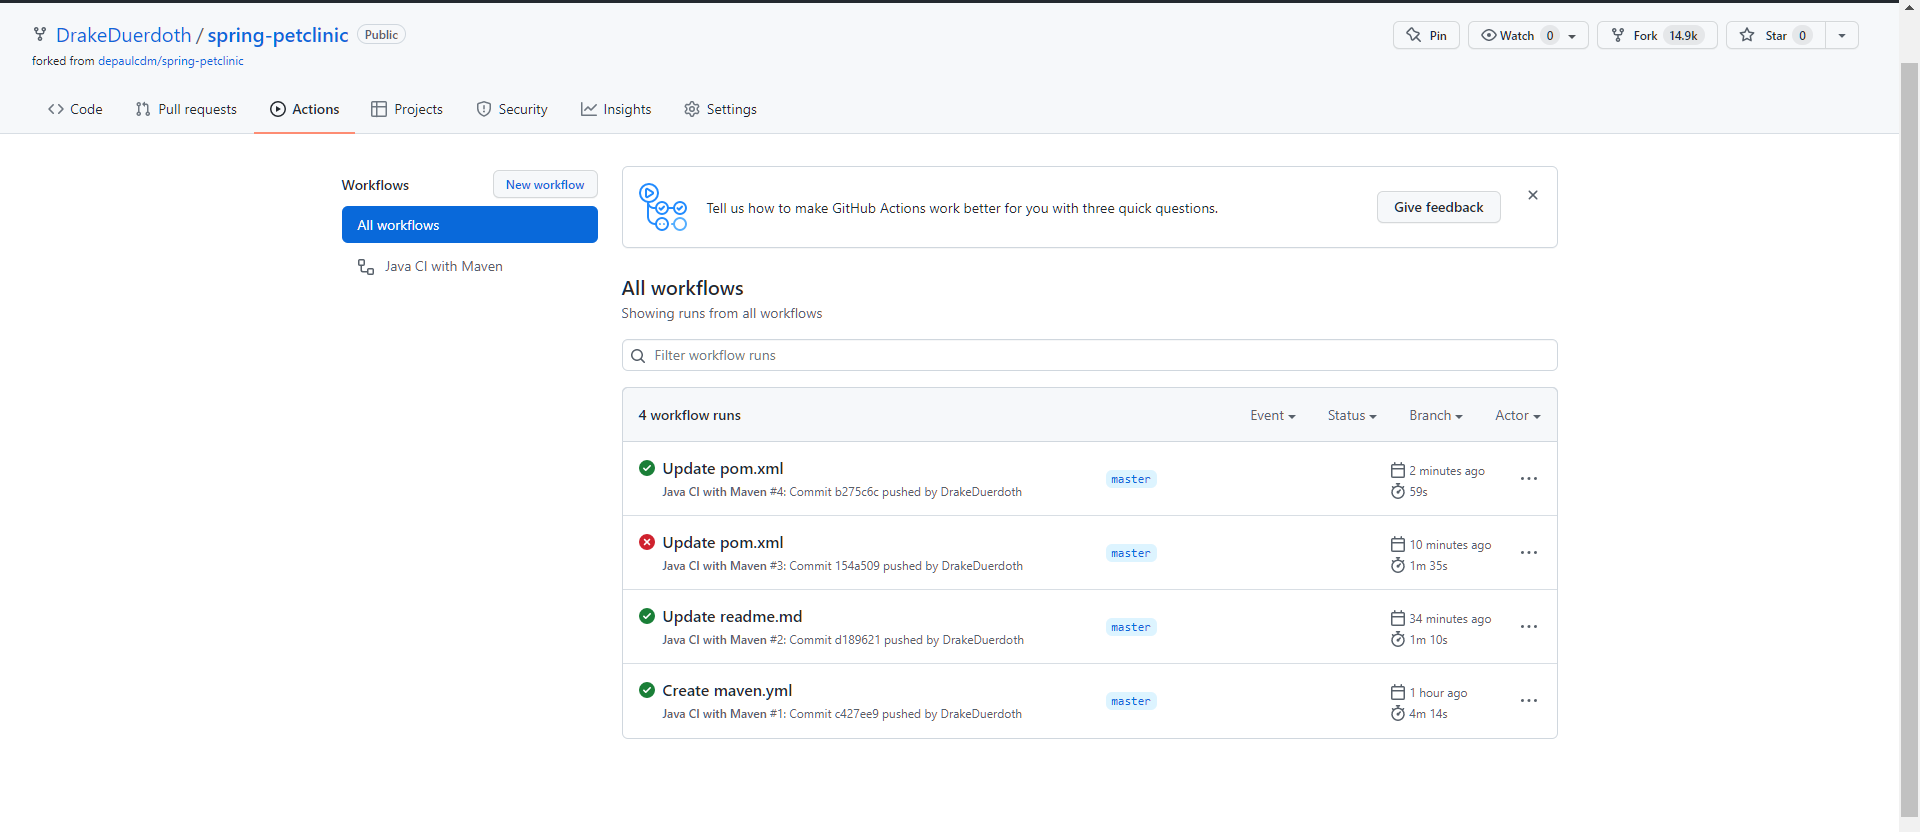 DrakeDuerdoth / spring-petclinic Public
Pin Watch 0 Fork 14.9k Star 0
forked from depaulcdm/spring-petclinic
Code Pull requests Actions Projects Security Insights Settings
Workflows New workflow
All workflows
Java CI with Maven
Tell us how to make GitHub Actions work better for you with three quick questions. Give feedback
All workflows
Showing runs from all workflows
Filter workflow runs
4 workflow runs Event Status Branch Actor
Update pom.xml
Java CI with Maven #4: Commit b275c6c pushed by DrakeDuerdoth
master
2 minutes ago
59s
Update pom.xml
Java CI with Maven #3: Commit 154a509 pushed by DrakeDuerdoth
master
10 minutes ago
1m 35s
Update readme.md
Java CI with Maven #2: Commit d189621 pushed by DrakeDuerdoth
master
34 minutes ago
1m 10s
Create maven.yml
Java CI with Maven #1: Commit c427ee9 pushed by DrakeDuerdoth
master
1 hour ago
4m 14s